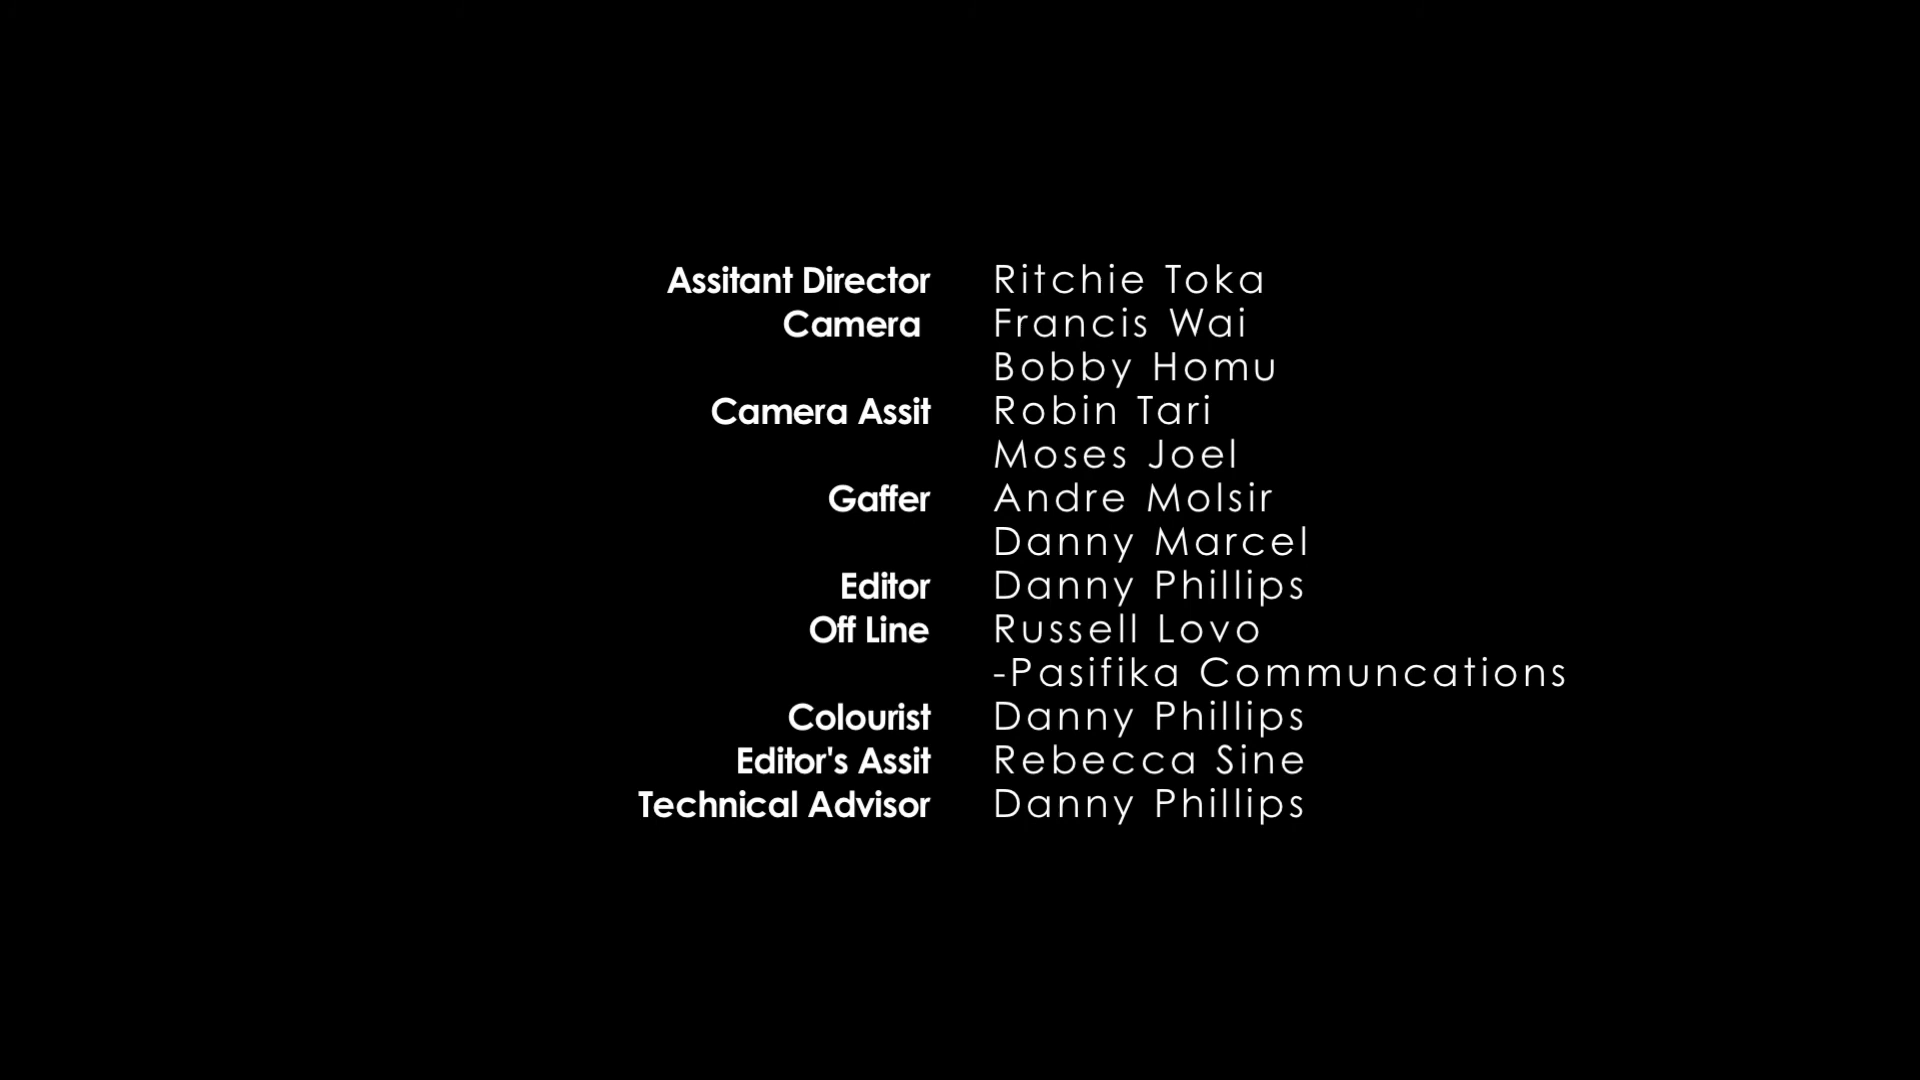 Assitant Director Ritchie Toka
Camera Francis Wai
Bobby Homu
Camera Assit Robin Tari
Moses Joel
Gaffer Andre Molsir
Danny Marcel
Editor Danny Phillips
Off Line Russell Lovo
-Pasifika Communcations
Colourist Danny Phillips
Editor's Assit Rebecca Sine
Technical Advisor Danny Phillips